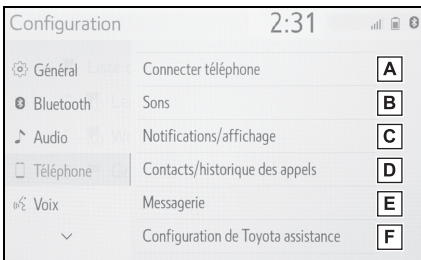 Configuration 2:31
Général
Bluetooth
Audio
Téléphone
Voix
Connecter téléphone A
Sons B
Notifications/affichage C
Contacts/historique des appels D
Messagerie E
Configuration de Toyota assistance F